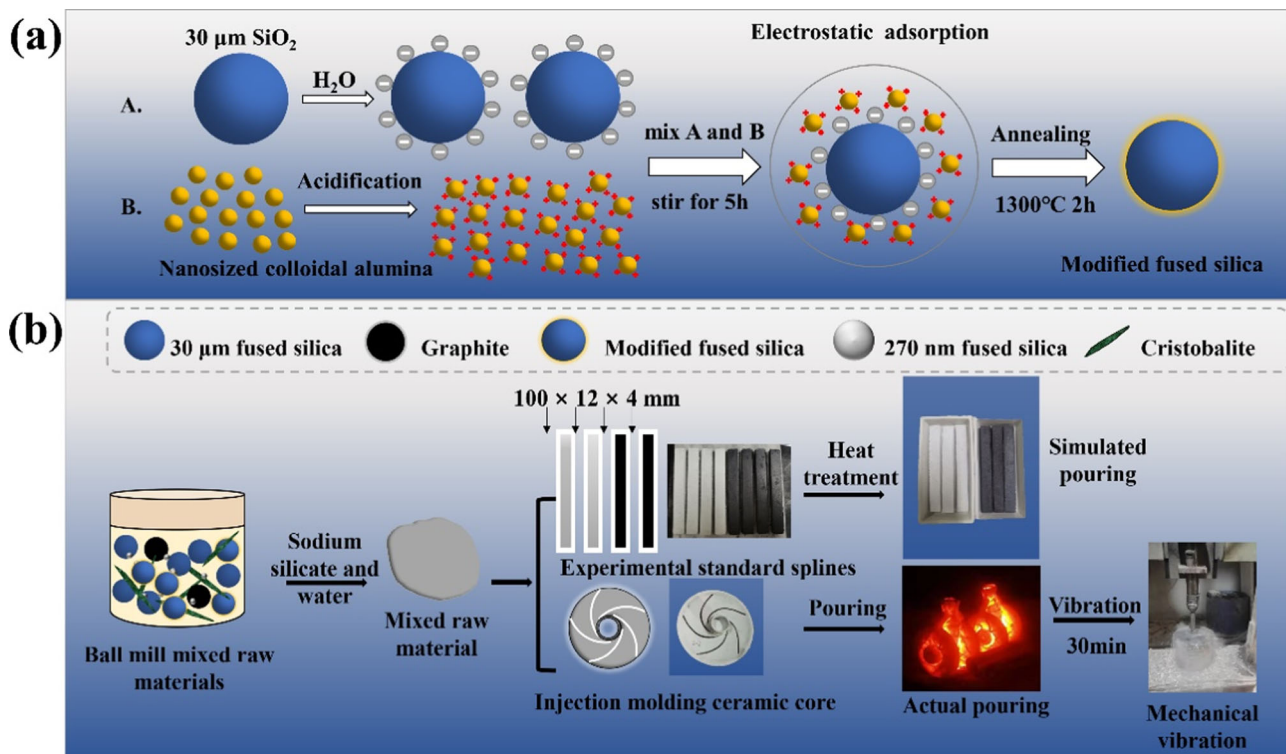 (a)
30 μm SiO₂
H₂O
A.
B.
Acidification
Nanosized colloidal alumina
mix A and B
stir for 5h
Electrostatic adsorption
Annealing
1300℃ 2h
Modified fused silica
(b)
30 μm fused silica
Graphite
Modified fused silica
270 nm fused silica
Cristobalite
100 × 12 × 4 mm
Ball mill mixed raw
materials
Sodium
silicate and
water
Mixed raw
material
Experimental standard splines
Heat
treatment
Simulated
pouring
Injection molding ceramic core
Pouring
Actual pouring
Vibration
30min
Mechanical
vibration